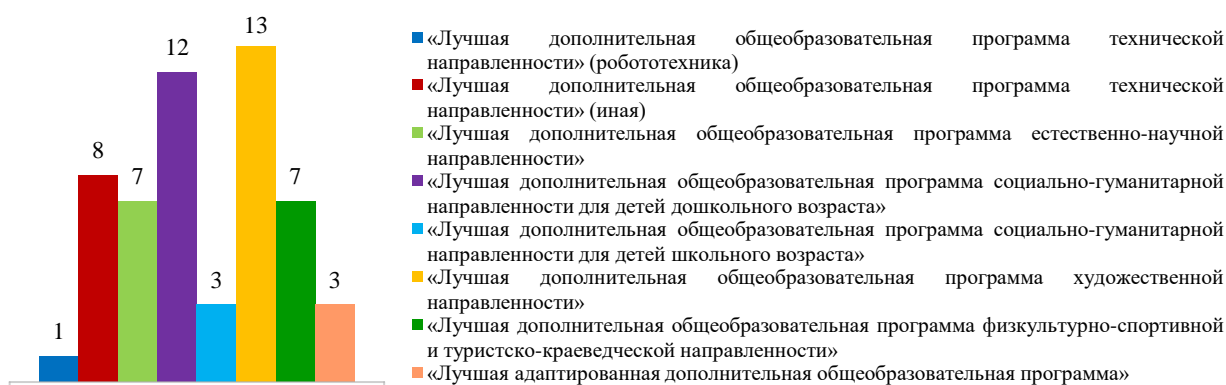 13
12
8
7
7
3
3
1
«Лучшая дополнительная общеобразовательная программа технической
направленности» (робототехника)
«Лучшая дополнительная общеобразовательная программа технической
направленности» (иная)
«Лучшая дополнительная общеобразовательная программа естественно-научной
направленности»
«Лучшая дополнительная общеобразовательная программа социально-гуманитарной
направленности для детей дошкольного возраста»
«Лучшая дополнительная общеобразовательная программа социально-гуманитарной
направленности для детей школьного возраста»
«Лучшая дополнительная общеобразовательная программа художественной
направленности»
«Лучшая дополнительная общеобразовательная программа физкультурно-спортивной
и туристско-краеведческой направленности»
«Лучшая адаптированная дополнительная общеобразовательная программа»